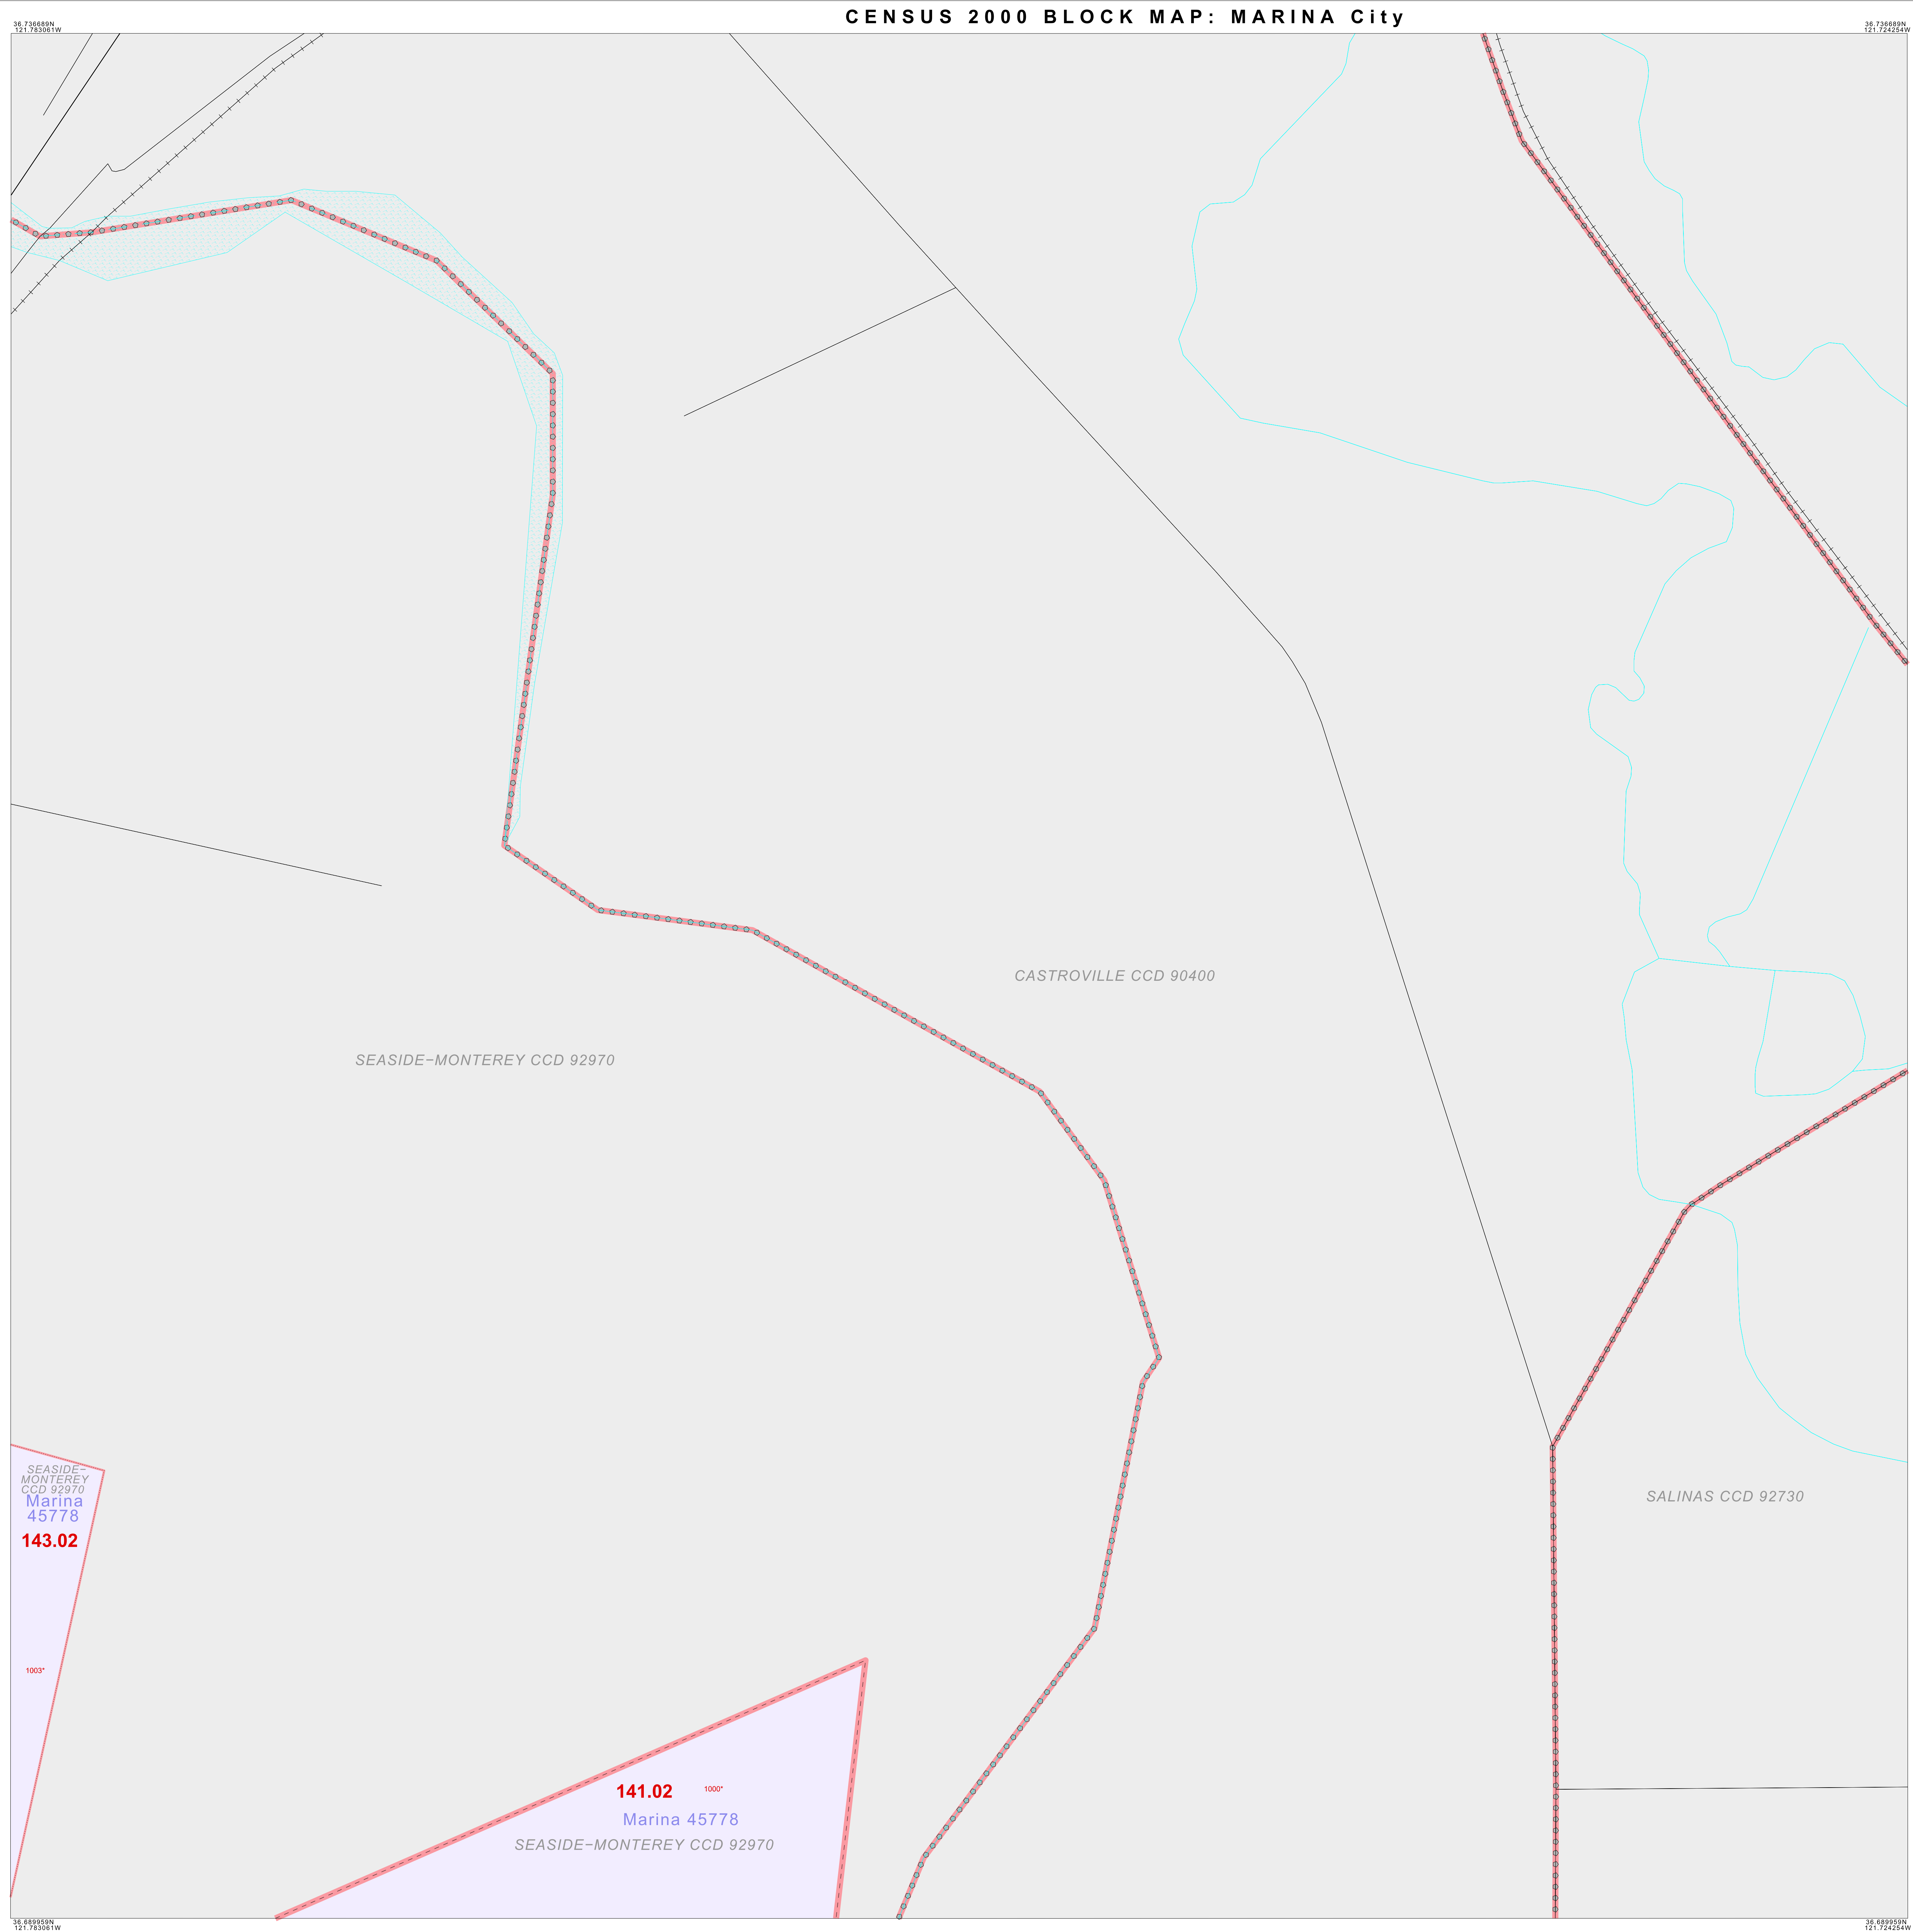 CENSUS 2000 BLOCK MAP: MARINA City
36.736689N
121.783061W
36.736689N
121.724254W
CASTROVILLE CCD 90400
SEASIDE−MONTEREY CCD 92970
SEASIDE−
MONTEREY
CCD 92970
Marina
45778
143.02
1003*
SALINAS CCD 92730
141.02 1000*
Marina 45778
SEASIDE−MONTEREY CCD 92970
36.689959N
121.783061W
36.689959N
121.724254W